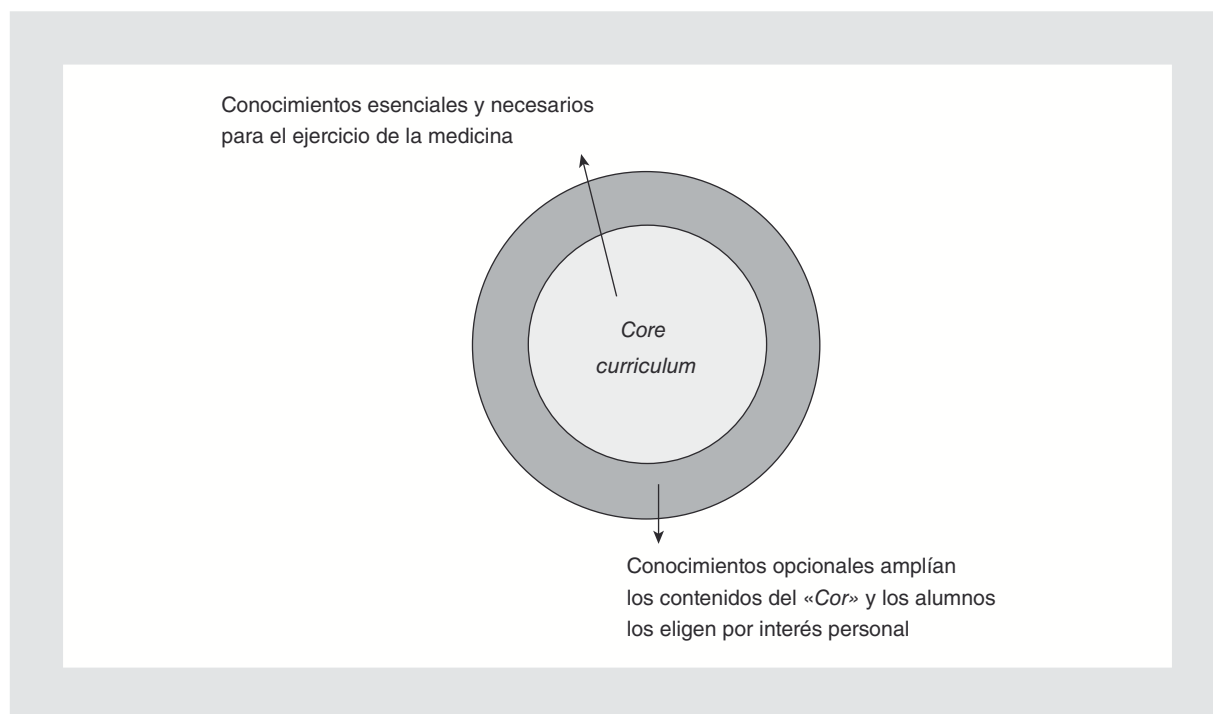 Conocimientos esenciales y necesarios
para el ejercicio de la medicina
Core
curriculum
Conocimientos opcionales amplían
los contenidos del «Cor» y los alumnos
los eligen por interés personal